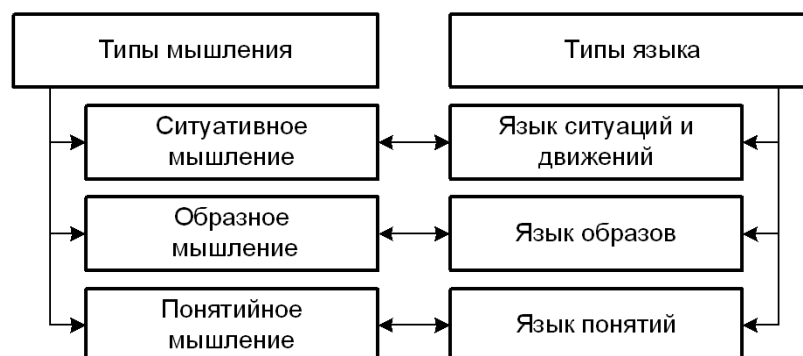 Типы мышления
Типы языка
Ситуативное
мышление
Язык ситуаций и
движений
Образное
мышление
Язык образов
Понятийное
мышление
Язык понятий